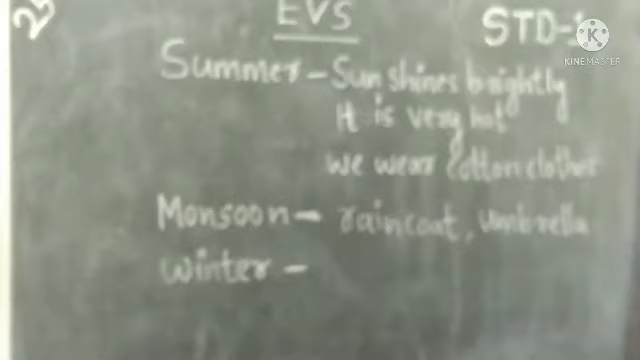 EVS
STD-1
KINEMASTER
Summer - Sun shines brightly
It is very hot
we wear cotton clothes
Monsoon - raincoat, umbrella
winter -